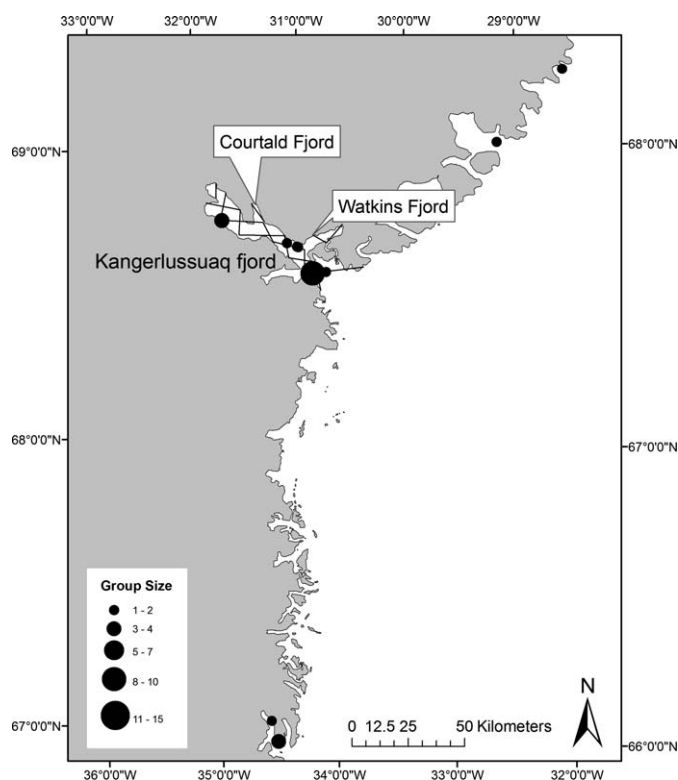 33°0'0"W 32°0'0"W 31°0'0"W 30°0'0"W 29°0'0"W
69°0'0"N
68°0'0"N
Courtald Fjord
Watkins Fjord
Kangerlussuaq fjord
68°0'0"N
67°0'0"N
Group Size
1 - 2
3 - 4
5 - 7
8 - 10
11 - 15
N
0 12.5 25 50 Kilometers
67°0'0"N
66°0'0"N
36°0'0"W 35°0'0"W 34°0'0"W 33°0'0"W 32°0'0"W